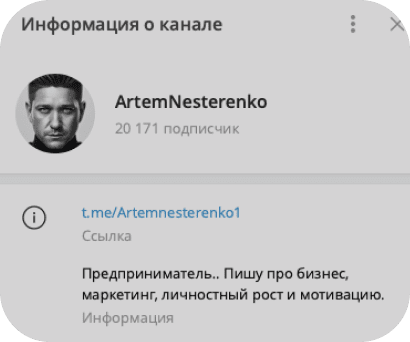 Информация о канале
ArtemNesterenko
20 171 подписчик
t.me/Artemnesterenko1
Ссылка
Предприниматель.. Пишу про бизнес,
маркетинг, личностный рост и мотивацию.
Информация